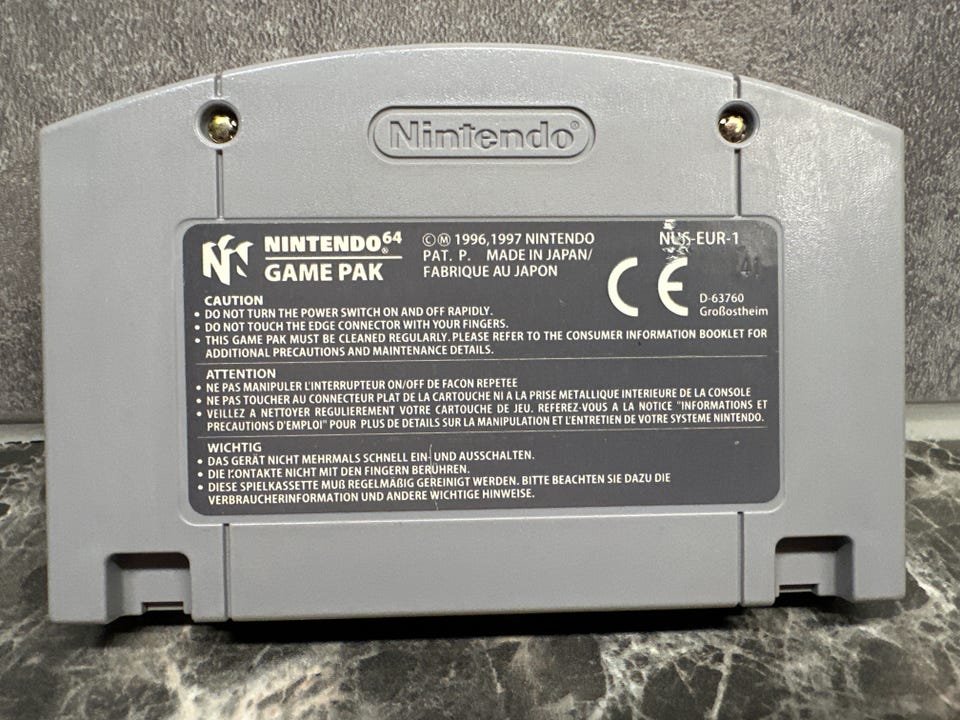 Nintendo®
NINTENDO64®
GAME PAK
©Ⓜ 1996,1997 NINTENDO
PAT. P. MADE IN JAPAN/
FABRIQUE AU JAPON
NUS-EUR-1
41
CE
D-63760
Großostheim
CAUTION
• DO NOT TURN THE POWER SWITCH ON AND OFF RAPIDLY.
• DO NOT TOUCH THE EDGE CONNECTOR WITH YOUR FINGERS.
• THIS GAME PAK MUST BE CLEANED REGULARLY. PLEASE REFER TO THE CONSUMER INFORMATION BOOKLET FOR
ADDITIONAL PRECAUTIONS AND MAINTENANCE DETAILS.
ATTENTION
• NE PAS MANIPULER L'INTERRUPTEUR ON/OFF DE FACON REPETEE
• NE PAS TOUCHER AU CONNECTEUR PLAT DE LA CARTOUCHE NI A LA PRISE METALLIQUE INTERIEURE DE LA CONSOLE
• VEILLEZ A NETTOYER REGULIEREMENT VOTRE CARTOUCHE DE JEU. REFEREZ-VOUS A LA NOTICE "INFORMATIONS ET
PRECAUTIONS D'EMPLOI" POUR PLUS DE DETAILS SUR LA MANIPULATION ET L'ENTRETIEN DE VOTRE SYSTEME NINTENDO.
WICHTIG
• DAS GERÄT NICHT MEHRMALS SCHNELL EIN- UND AUSSCHALTEN.
• DIE KONTAKTE NICHT MIT DEN FINGERN BERÜHREN.
• DIESE SPIELKASSETTE MUß REGELMÄßIG GEREINIGT WERDEN. BITTE BEACHTEN SIE DAZU DIE
VERBRAUCHERINFORMATION UND ANDERE WICHTIGE HINWEISE.